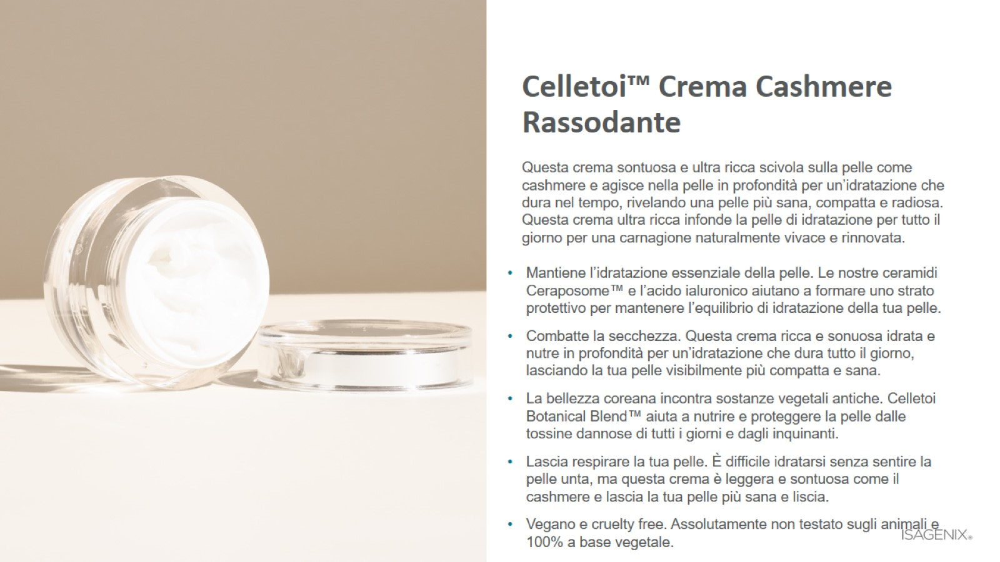 Celletoi™ Crema Cashmere
Rassodante
Questa crema sontuosa e ultra ricca scivola sulla pelle come
cashmere e agisce nella pelle in profondità per un’idratazione che
dura nel tempo, rivelando una pelle più sana, compatta e radiosa.
Questa crema ultra ricca infonde la pelle di idratazione per tutto il
giorno per una carnagione naturalmente vivace e rinnovata.
• Mantiene l’idratazione essenziale della pelle. Le nostre ceramidi
Ceraposome™ e l’acido ialuronico aiutano a formare uno strato
protettivo per mantenere l’equilibrio di idratazione della tua pelle.
• Combatte la secchezza. Questa crema ricca e sonuosa idrata e
nutre in profondità per un’idratazione che dura tutto il giorno,
lasciando la tua pelle visibilmente più compatta e sana.
• La bellezza coreana incontra sostanze vegetali antiche. Celletoi
Botanical Blend™ aiuta a nutrire e proteggere la pelle dalle
tossine dannose di tutti i giorni e dagli inquinanti.
• Lascia respirare la tua pelle. È difficile idratarsi senza sentire la
pelle unta, ma questa crema è leggera e sontuosa come il
cashmere e lascia la tua pelle più sana e liscia.
• Vegano e cruelty free. Assolutamente non testato sugli animali e
100% a base vegetale.
ISAGENIX®